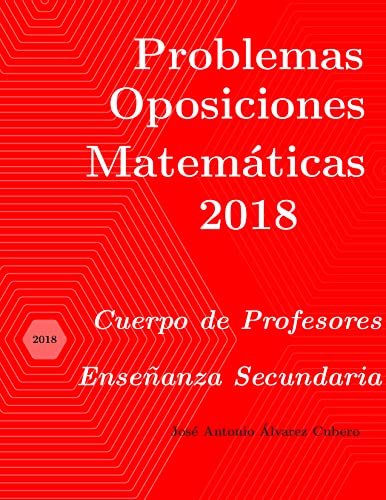 Problemas
Oposiciones
Matemáticas
2018
2018
Cuerpo de Profesores
Enseñanza Secundaria
José Antonio Álvarez Cubero